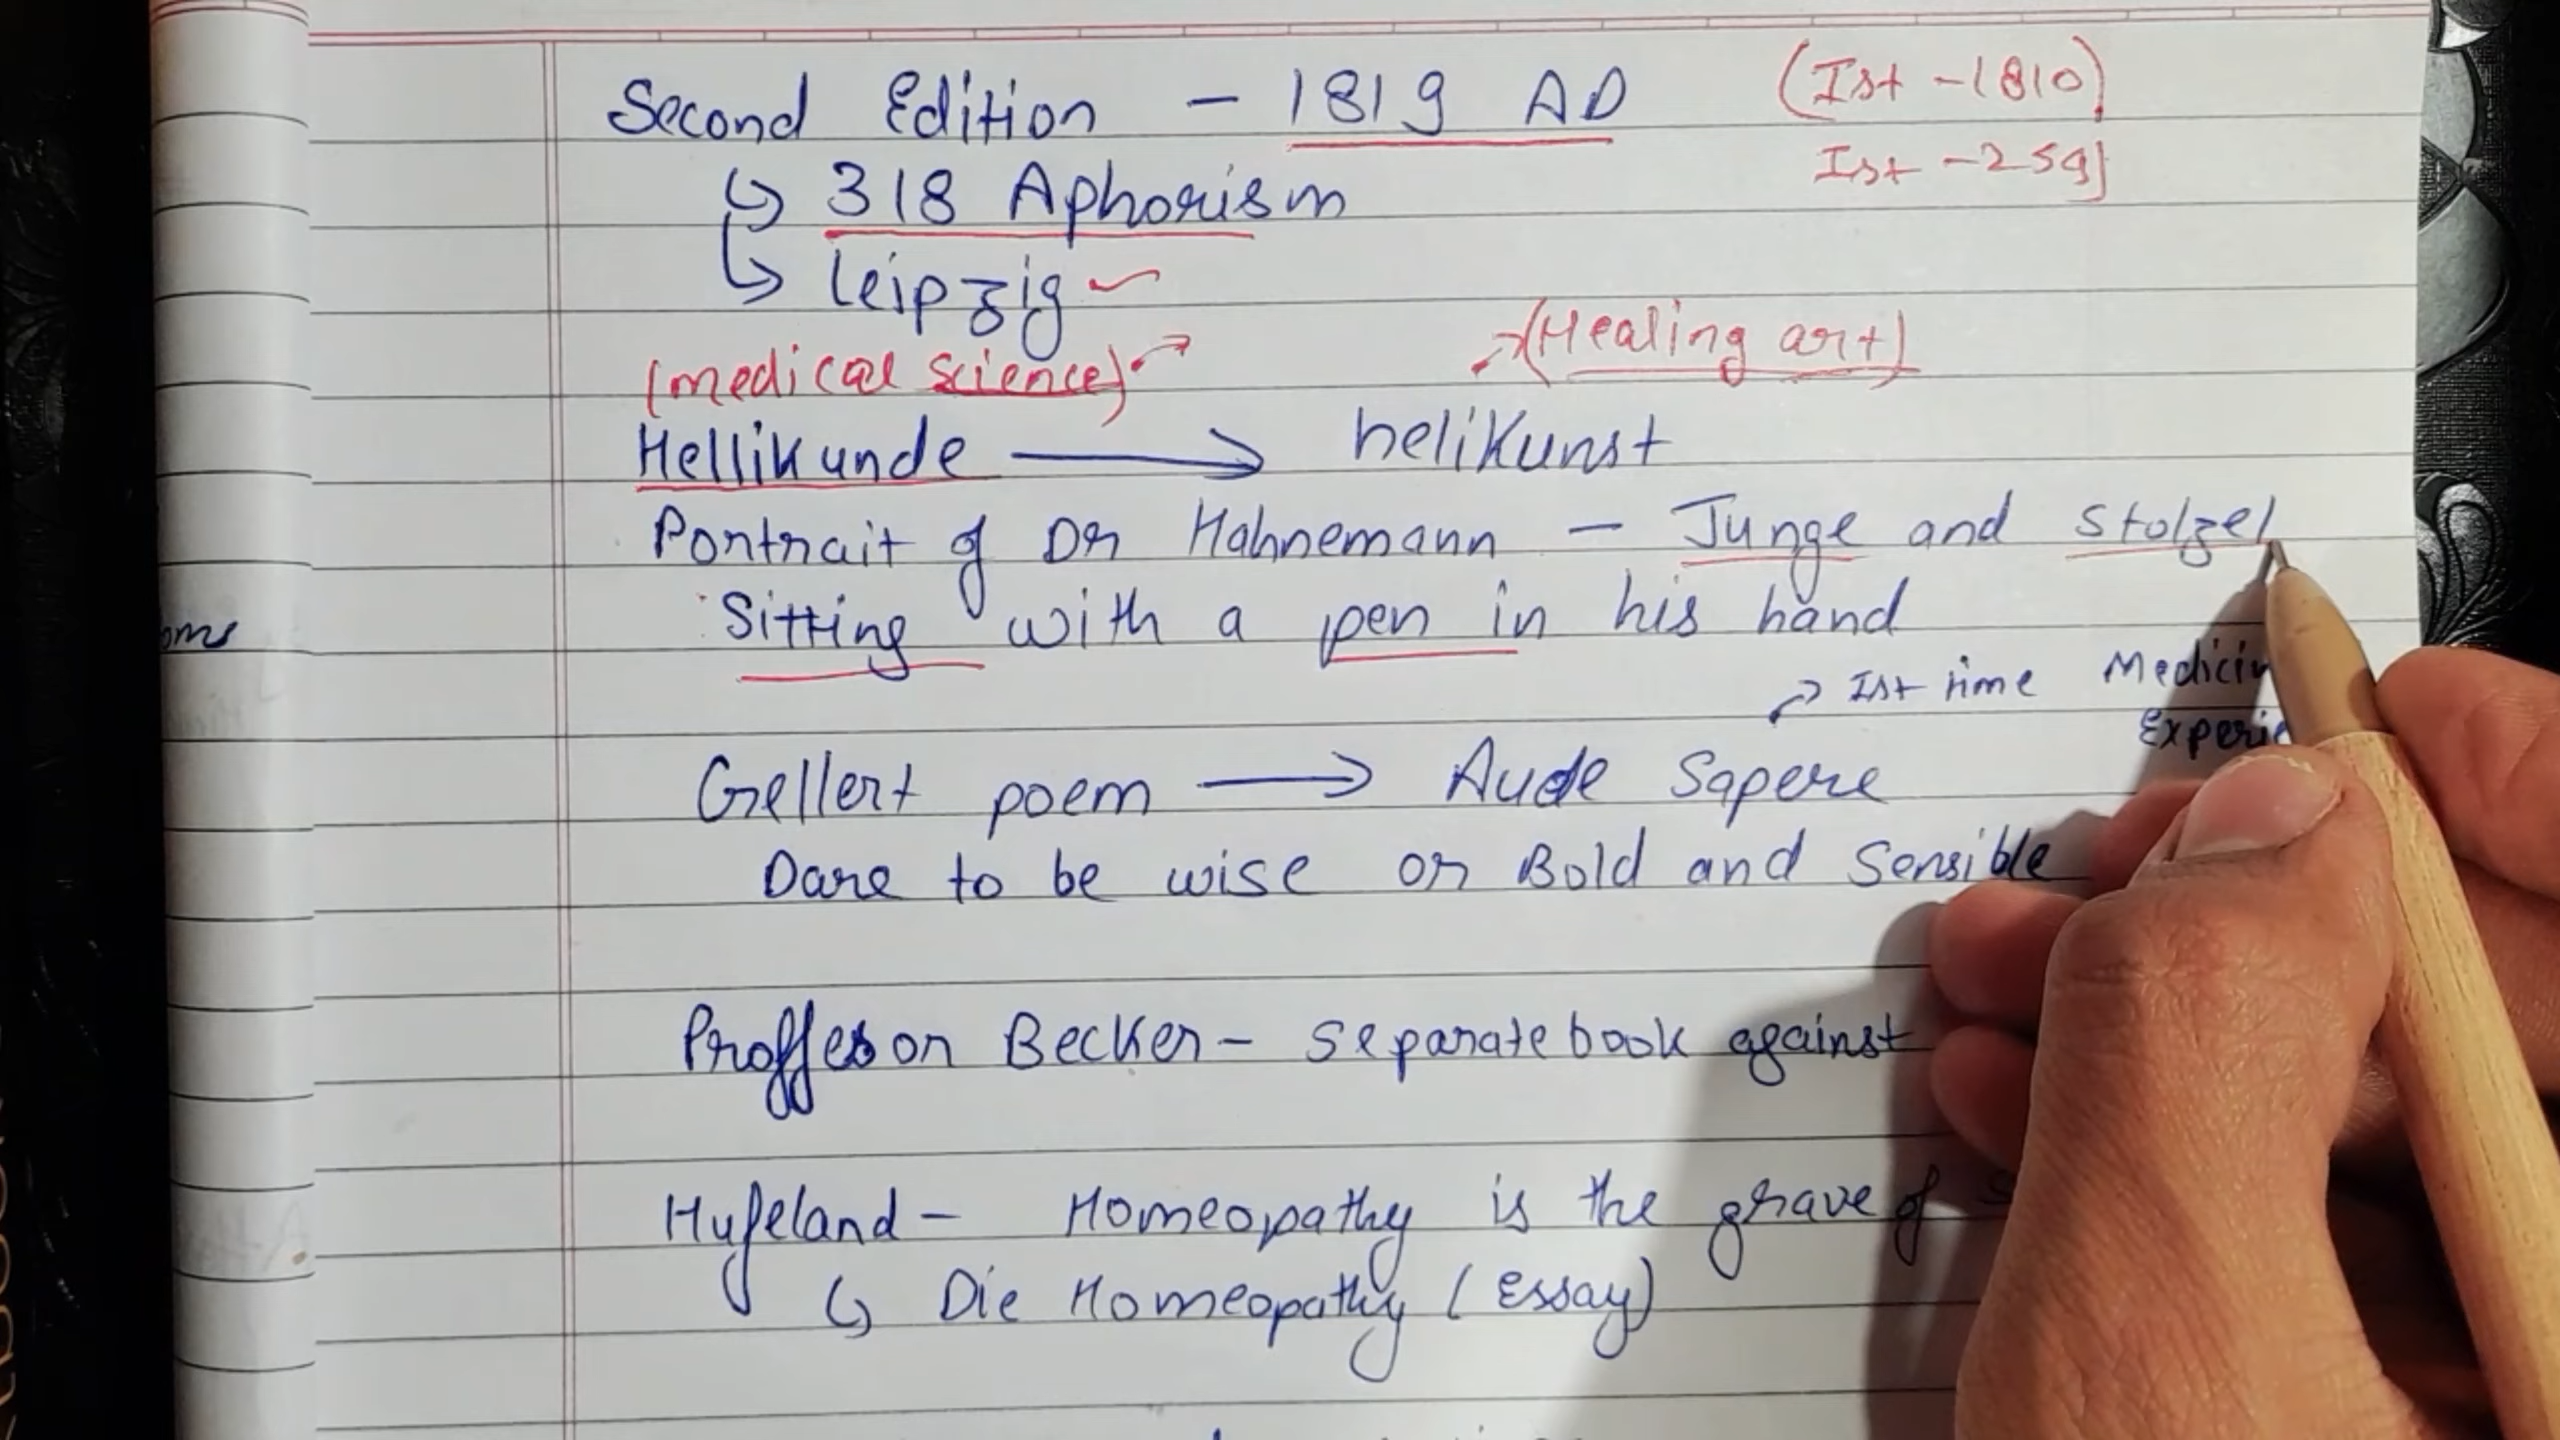 Second Edition - 1819 AD (Ist - 1810)
318 Aphorism Ist - 259]
leipzig
(medical science) (Healing art)
Hellikunde helikunst
Portrait of Dr Hahnemann - Junge and Stolzel
Sitting with a pen in his hand
Ist time
Gellert poem Aude Sapere
Dare to be wise or Bold and Sensible
Proffesor Becker - separate book against
Hufeland - Homeopathy is the grave of
Die Homeopathy (Essay)